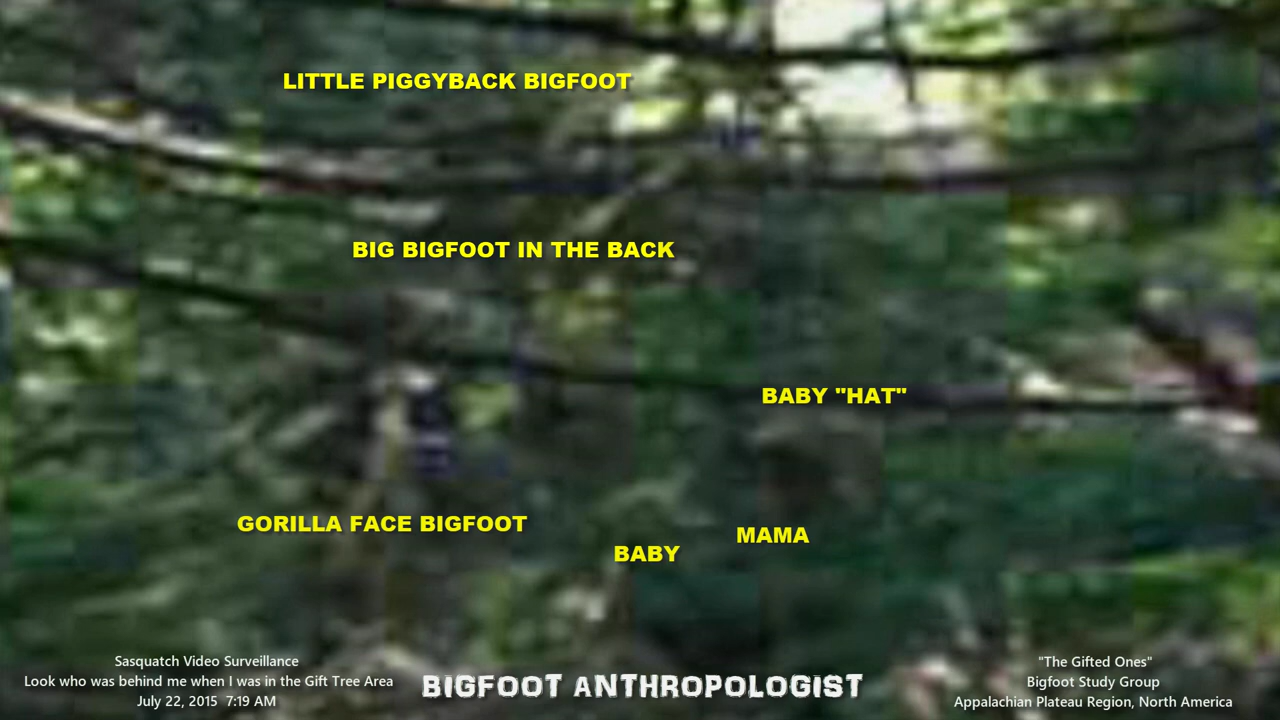 LITTLE PIGGYBACK BIGFOOT
BIG BIGFOOT IN THE BACK
BABY "HAT"
GORILLA FACE BIGFOOT
MAMA
BABY
Sasquatch Video Surveillance
Look who was behind me when I was in the Gift Tree Area
July 22, 2015  7:19 AM
BIGFOOT ANTHROPOLOGIST
"The Gifted Ones"
Bigfoot Study Group
Appalachian Plateau Region, North America